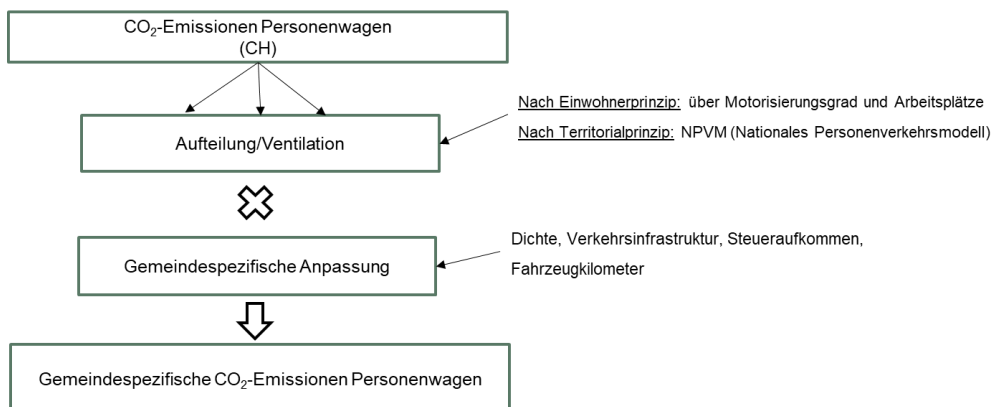 CO₂-Emissionen Personenwagen
(CH)
Nach Einwohnerprinzip: über Motorisierungsgrad und Arbeitsplätze
Nach Territorialprinzip: NPVM (Nationales Personenverkehrsmodell)
Aufteilung/Ventilation
Dichte, Verkehrsinfrastruktur, Steueraufkommen,
Fahrzeugkilometer
Gemeindespezifische Anpassung
Gemeindespezifische CO₂-Emissionen Personenwagen